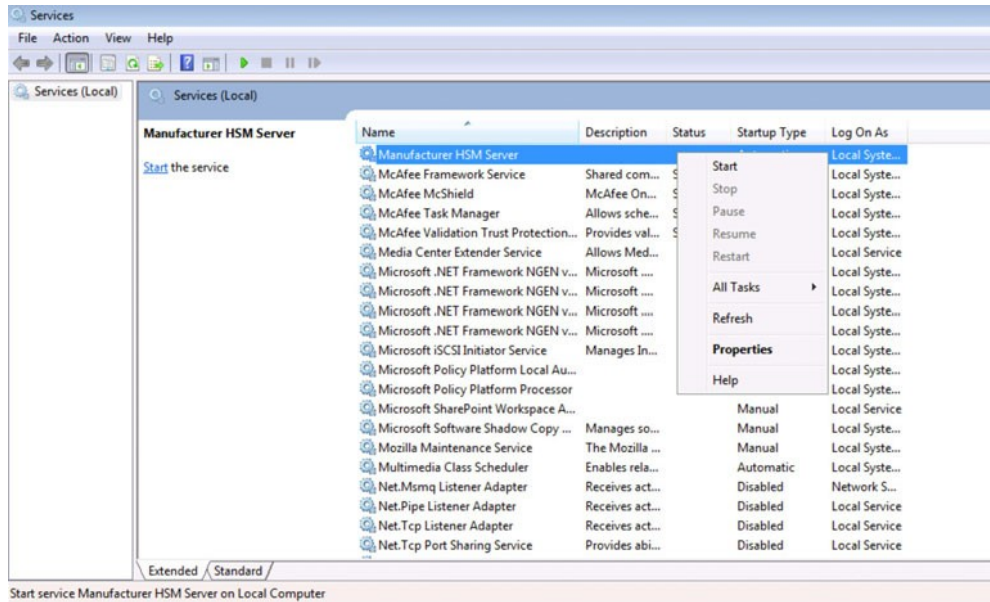 Services
File Action View Help
Services (Local)
Services (Local)
Manufacturer HSM Server
Start the service
Name Description Status Startup Type Log On As
Manufacturer HSM Server Local Syste...
McAfee Framework Service Shared com... S Local Syste...
McAfee McShield McAfee On... S Local Syste...
McAfee Task Manager Allows sche... S Local Syste...
McAfee Validation Trust Protection... Provides val... S Local Syste...
Media Center Extender Service Allows Med... Local Service
Microsoft .NET Framework NGEN v... Microsoft .... Local Syste...
Microsoft .NET Framework NGEN v... Microsoft .... Local Syste...
Microsoft .NET Framework NGEN v... Microsoft .... Local Syste...
Microsoft .NET Framework NGEN v... Microsoft .... Local Syste...
Microsoft iSCSI Initiator Service Manages In... Local Syste...
Microsoft Policy Platform Local Au... Local Syste...
Microsoft Policy Platform Processor Local Syste...
Microsoft SharePoint Workspace A... Manual Local Service
Microsoft Software Shadow Copy ... Manages so... Manual Local Syste...
Mozilla Maintenance Service The Mozilla ... Manual Local Syste...
Multimedia Class Scheduler Enables rela... Automatic Local Syste...
Net.Msmq Listener Adapter Receives act... Disabled Network S...
Net.Pipe Listener Adapter Receives act... Disabled Local Service
Net.Tcp Listener Adapter Receives act... Disabled Local Service
Net.Tcp Port Sharing Service Provides abi... Disabled Local Service
Start
Stop
Pause
Resume
Restart
All Tasks
Refresh
Properties
Help
Extended Standard
Start service Manufacturer HSM Server on Local Computer